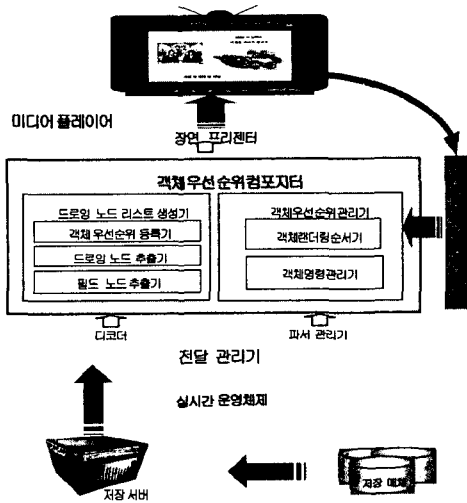 미디어 플레이어
장면 프리젠터
객체우선순위컴포지터
드로잉 노드 리스트 생성기
객체우선순위 등록기
드로잉 노드 추출기
필드 노드추출기
객체우선순위관리기
객체랜더링순서기
객체명령관리기
디코더
파서 관리기
전달 관리기
실시간 운영체제
저장 서버
저장 매체